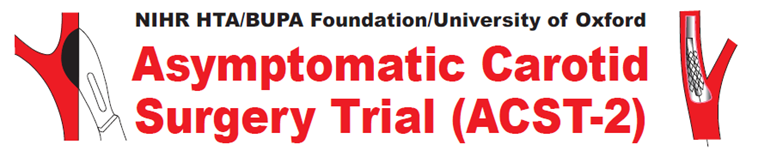 NIHR HTA/BUPA Foundation/University of Oxford
Asymptomatic Carotid
Surgery Trial (ACST-2)